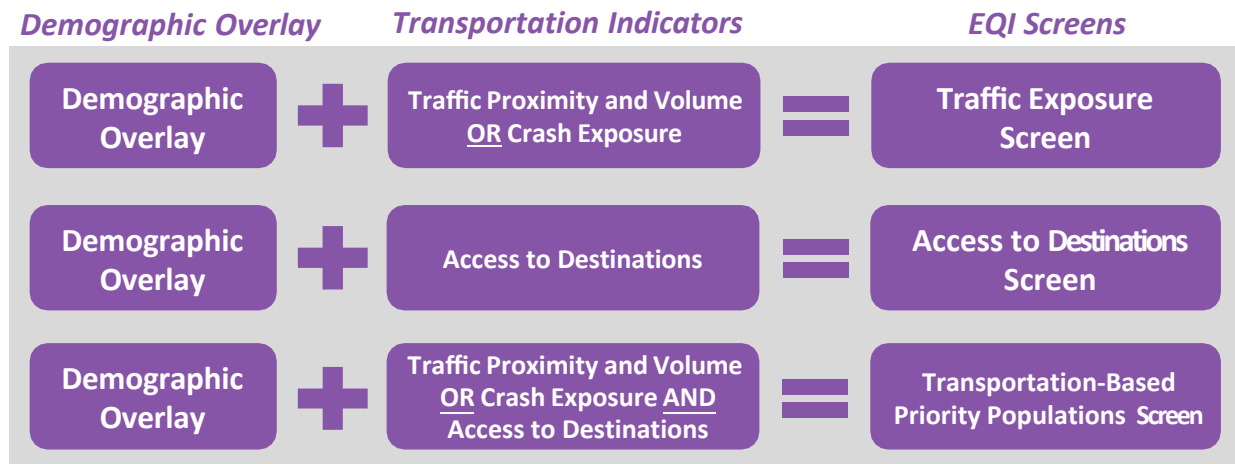 Demographic Overlay Transportation Indicators EQI Screens
Demographic
Overlay
Traffic Proximity and Volume
OR Crash Exposure
Traffic Exposure
Screen
Demographic
Overlay
Access to Destinations
Access to Destinations
Screen
Demographic
Overlay
Traffic Proximity and Volume
OR Crash Exposure AND
Access to Destinations
Transportation-Based
Priority Populations Screen